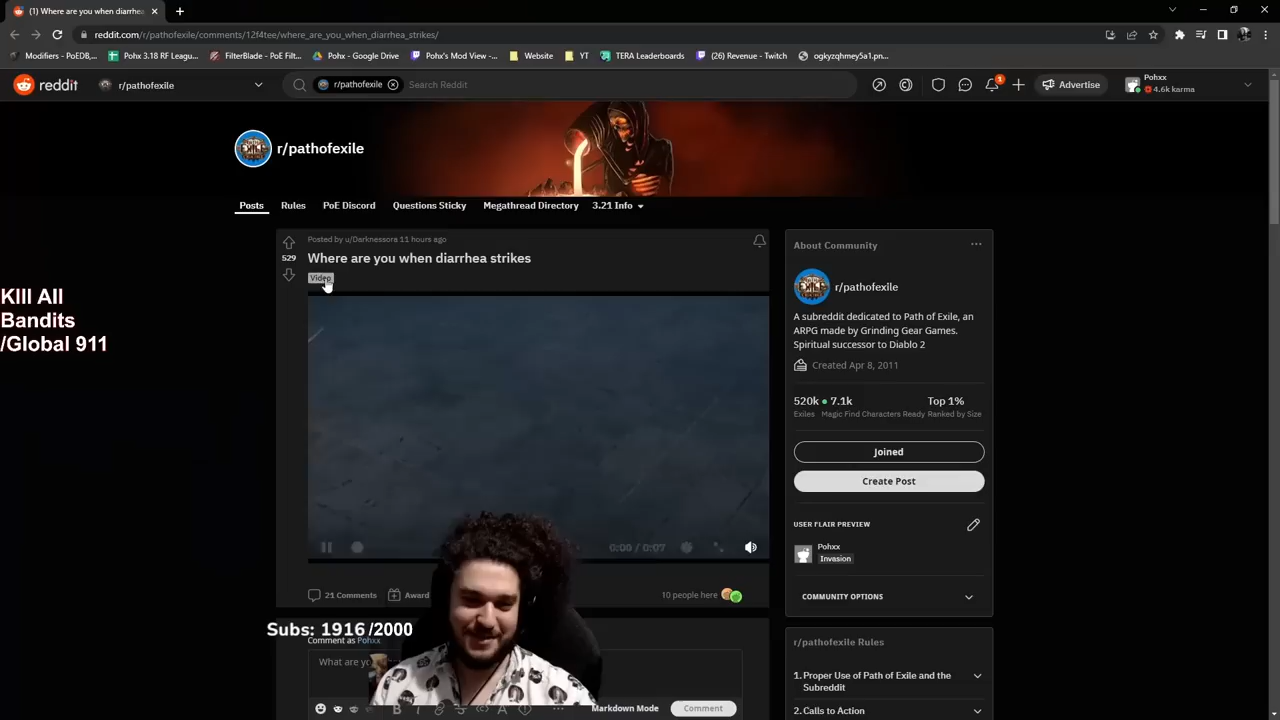 (1) Where are you when diarrhea
reddit.com/r/pathofexile/comments/12f4tee/where_are_you_when_diarrhea_strikes/
Modifiers - PoEDB,...
Pohx 3.18 RF Leagu...
FilterBlade - PoE Filt...
Pohx - Google Drive
Pohx's Mod View -...
Website
YT
TERA Leaderboards
(26) Revenue - Twitch
ogkyzqhmey5a1.pn...
reddit
r/pathofexile
r/pathofexile
Search Reddit
1
Advertise
Pohxx
4.6k karma
r/pathofexile
Posts
Rules
PoE Discord
Questions Sticky
Megathread Directory
3.21 Info
Posted by u/Darknessora 11 hours ago
529
Where are you when diarrhea strikes
Video
KIll All
Bandits
/Global 911
0:06 / 0:07
21 Comments
Award
10 people here
Subs: 1916 /2000
Comment as Pohxx
What are yo
Markdown Mode
Comment
About Community
r/pathofexile
A subreddit dedicated to Path of Exile, an
ARPG made by Grinding Gear Games.
Spiritual successor to Diablo 2
Created Apr 8, 2011
520k
7.1k
Top 1%
Exiles
Magic Find Characters Ready
Ranked by Size
Joined
Create Post
USER FLAIR PREVIEW
Pohxx
Invasion
COMMUNITY OPTIONS
r/pathofexile Rules
1. Proper Use of Path of Exile and the
Subreddit
2. Calls to Action